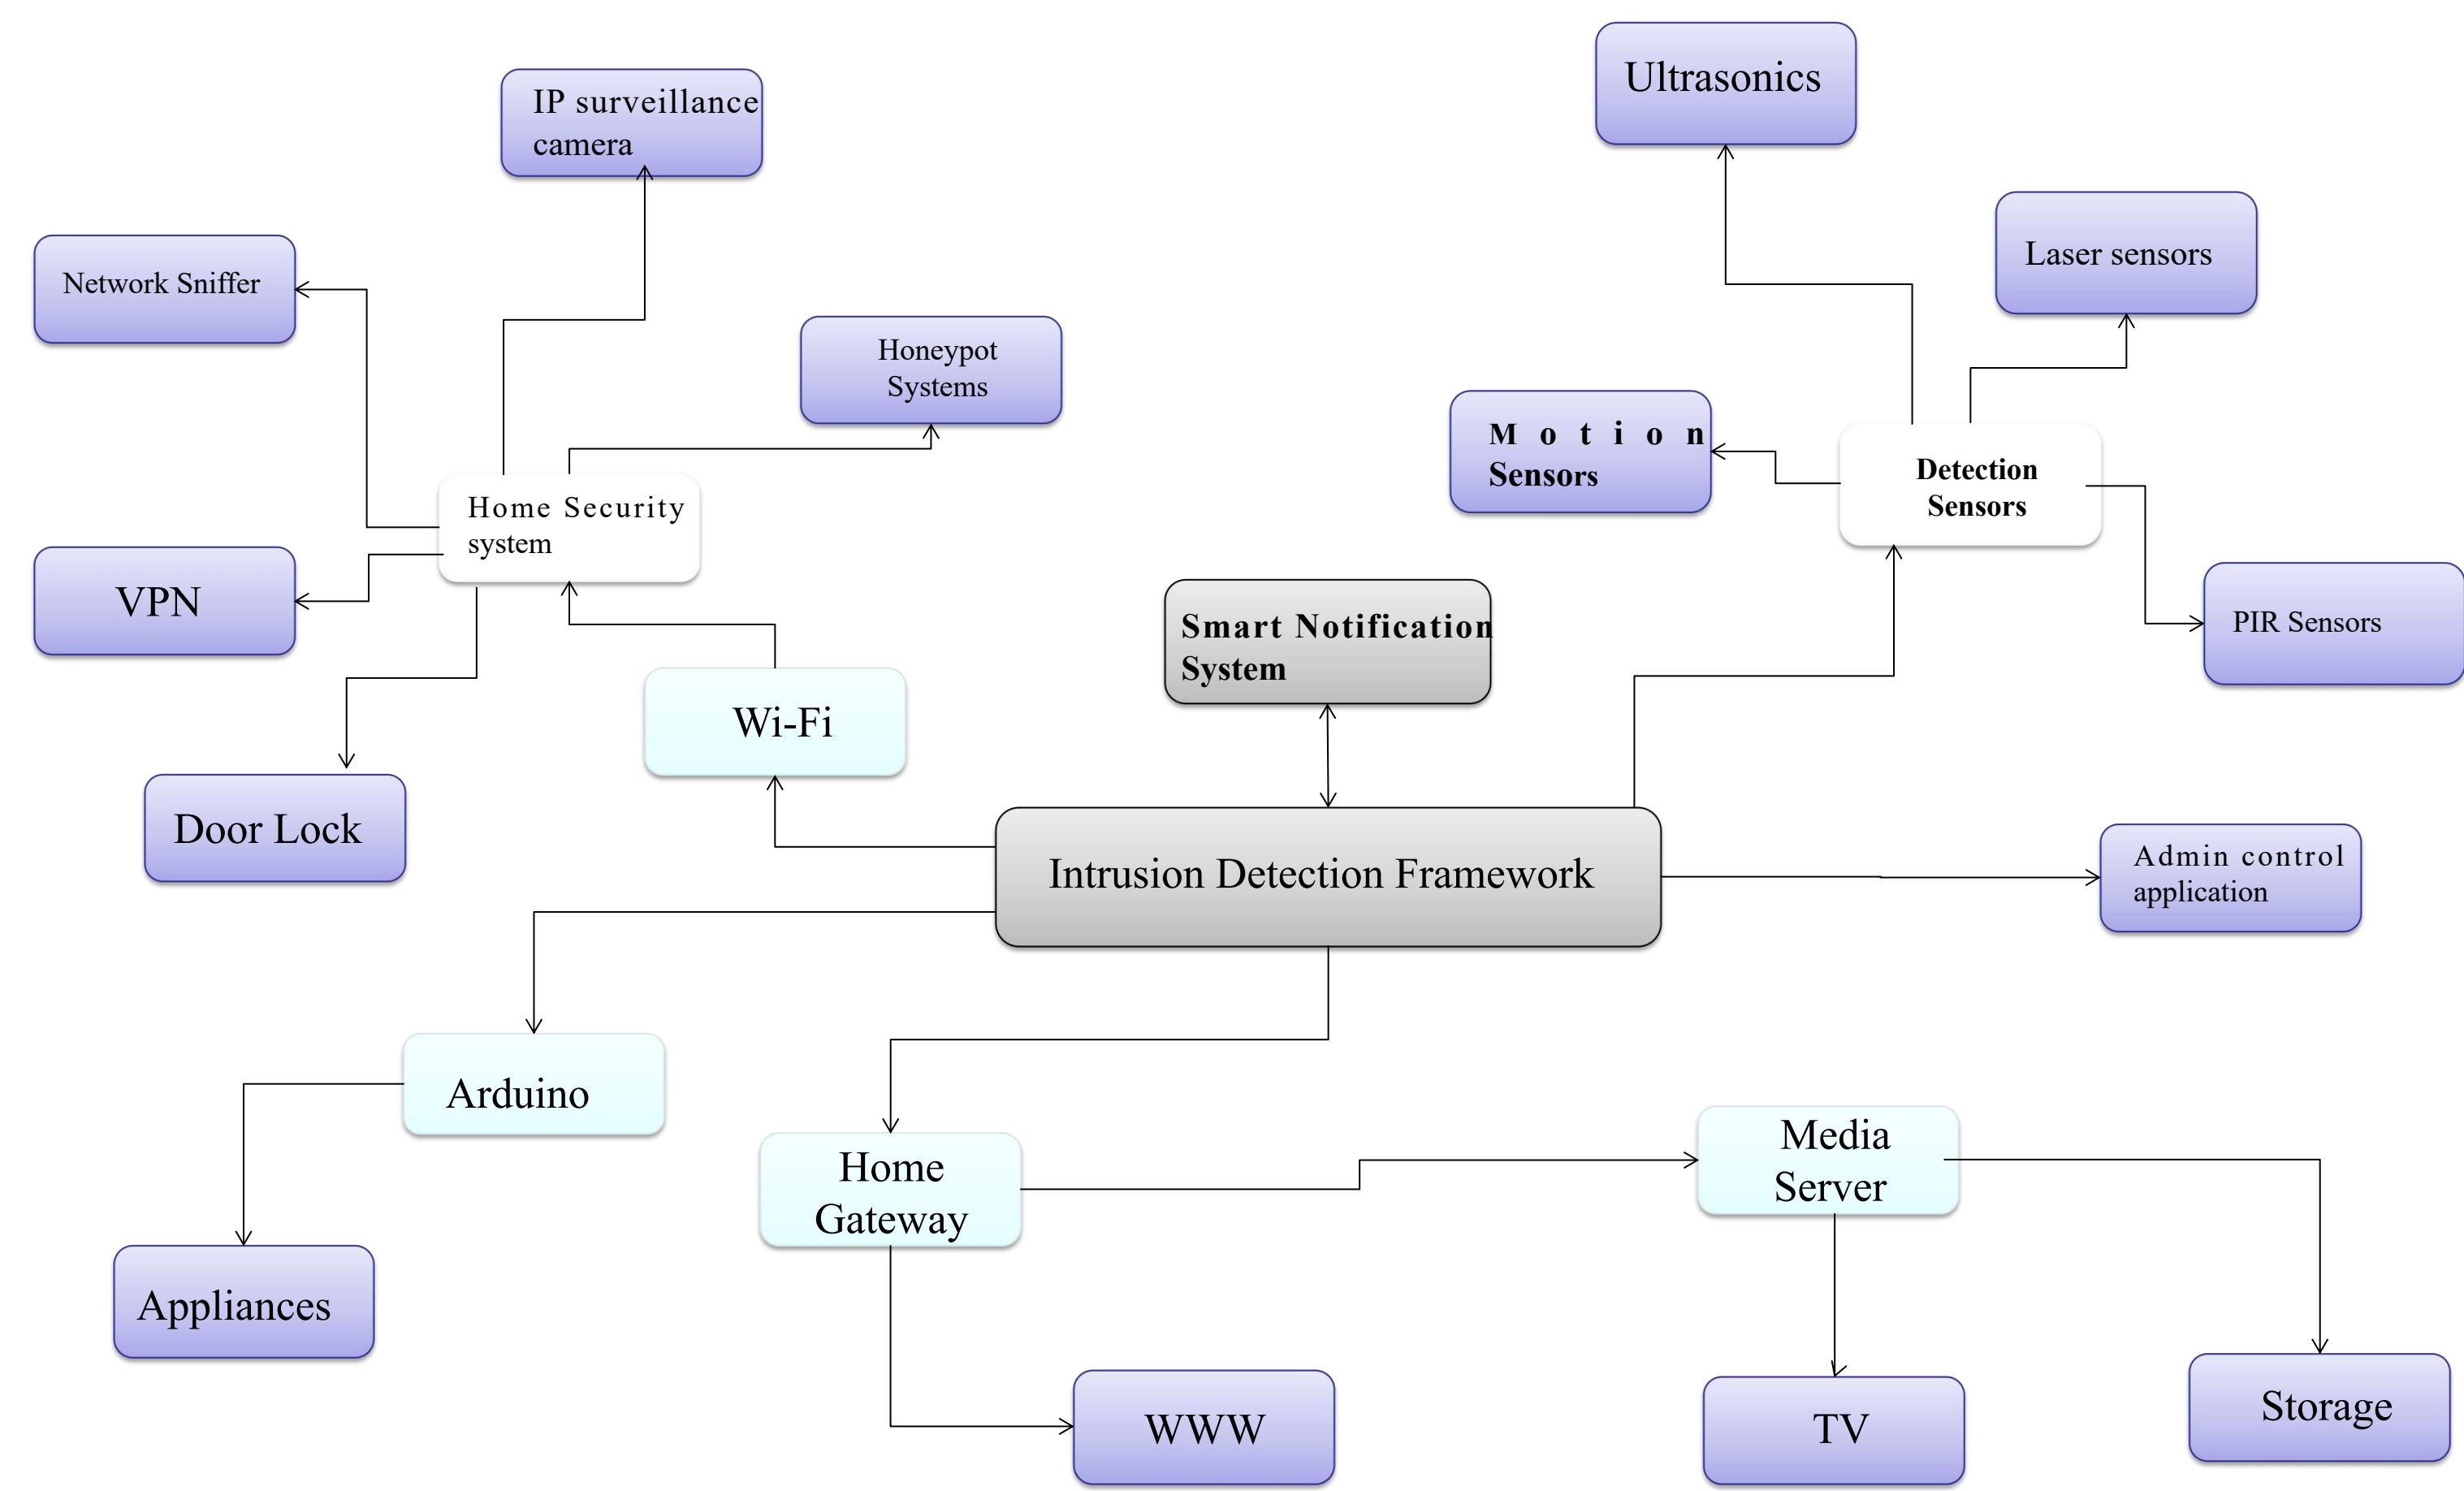 Ultrasonics
IP surveillance
camera
Laser sensors
Network Sniffer
Honeypot
Systems
Motion
Sensors
Detection
Sensors
Home Security
system
VPN
Smart Notification
System
PIR Sensors
Wi-Fi
Door Lock
Intrusion Detection Framework
Admin control
application
Arduino
Home
Gateway
Media
Server
Appliances
WWW
TV
Storage